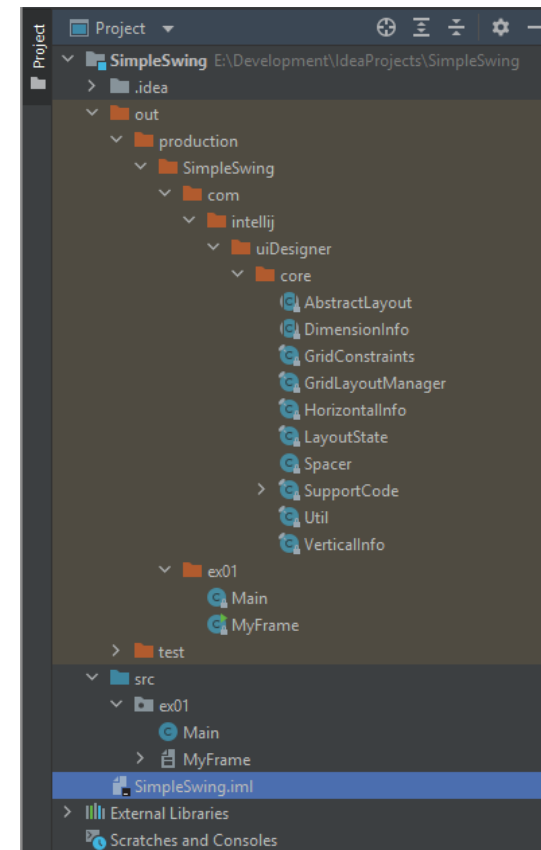 Project
Project
SimpleSwing E:\Development\IdeaProjects\SimpleSwing
.idea
out
production
SimpleSwing
com
intellij
uiDesigner
core
AbstractLayout
DimensionInfo
GridConstraints
GridLayoutManager
HorizontalInfo
LayoutState
Spacer
SupportCode
Util
VerticalInfo
ex01
Main
MyFrame
test
src
ex01
Main
MyFrame
SimpleSwing.iml
External Libraries
Scratches and Consoles